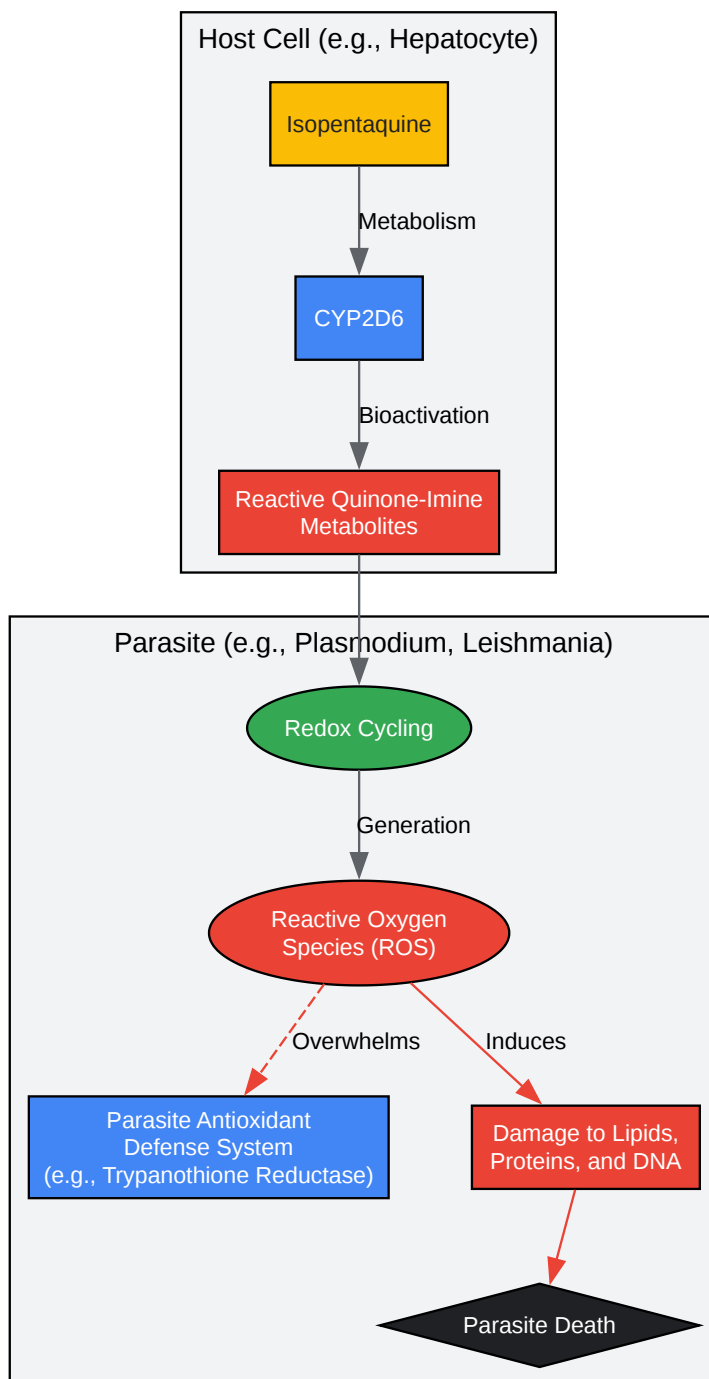 Host Cell (e.g., Hepatocyte)
Isopentaquine
Metabolism
CYP2D6
Bioactivation
Reactive Quinone-Imine
Metabolites
Parasite (e.g., Plasmodium, Leishmania)
Redox Cycling
Generation
Reactive Oxygen
Species (ROS)
Overwhelms
Induces
Parasite Antioxidant
Defense System
(e.g., Trypanothione Reductase)
Damage to Lipids,
Proteins, and DNA
Parasite Death